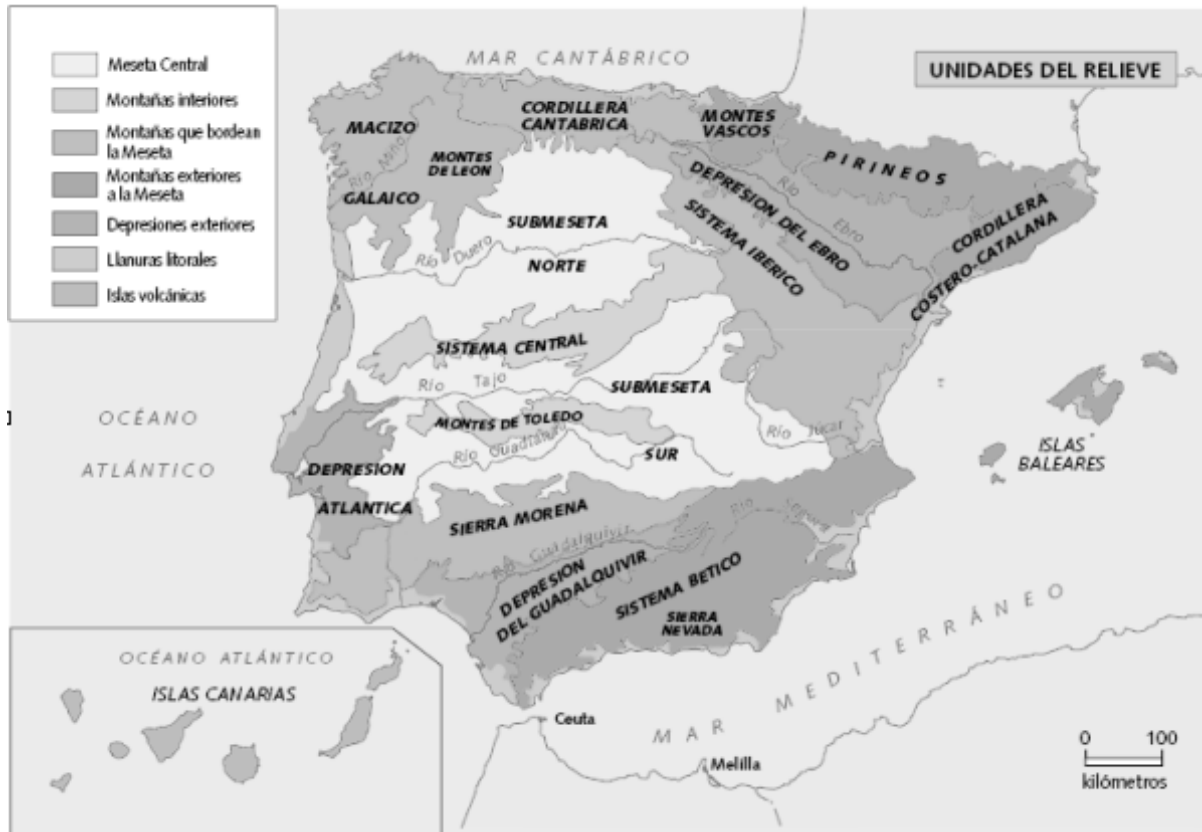 MAR CANTÁBRICO
UNIDADES DEL RELIEVE
Meseta Central
Montañas interiores
Montañas que bordean
la Meseta
Montañas exteriores
a la Meseta
Depresiones exteriores
Llanuras litorales
Islas volcánicas
CORDILLERA
CANTABRICA
MONTES
VASCOS
MACIZO
GALAICO
Río Miño
MONTES
DE LEON
PIRINEOS
DEPRESION DEL EBRO
Río Ebro
SISTEMA IBERICO
CORDILLERA
COSTERO-CATALANA
SUBMESETA
NORTE
Río Duero
SISTEMA CENTRAL
Río Tajo
SUBMESETA
SUR
MONTES DE TOLEDO
Río Guadiana
Río Júcar
OCÉANO
ATLÁNTICO
ISLAS
BALEARES
DEPRESION
ATLANTICA
SIERRA MORENA
Río Guadalquivir
Río Segura
DEPRESION
DEL GUADALQUIVIR
SISTEMA BETICO
SIERRA
NEVADA
OCÉANO ATLÁNTICO
ISLAS CANARIAS
MAR MEDITERRÁNEO
Ceuta
Melilla
0 100
kilómetros